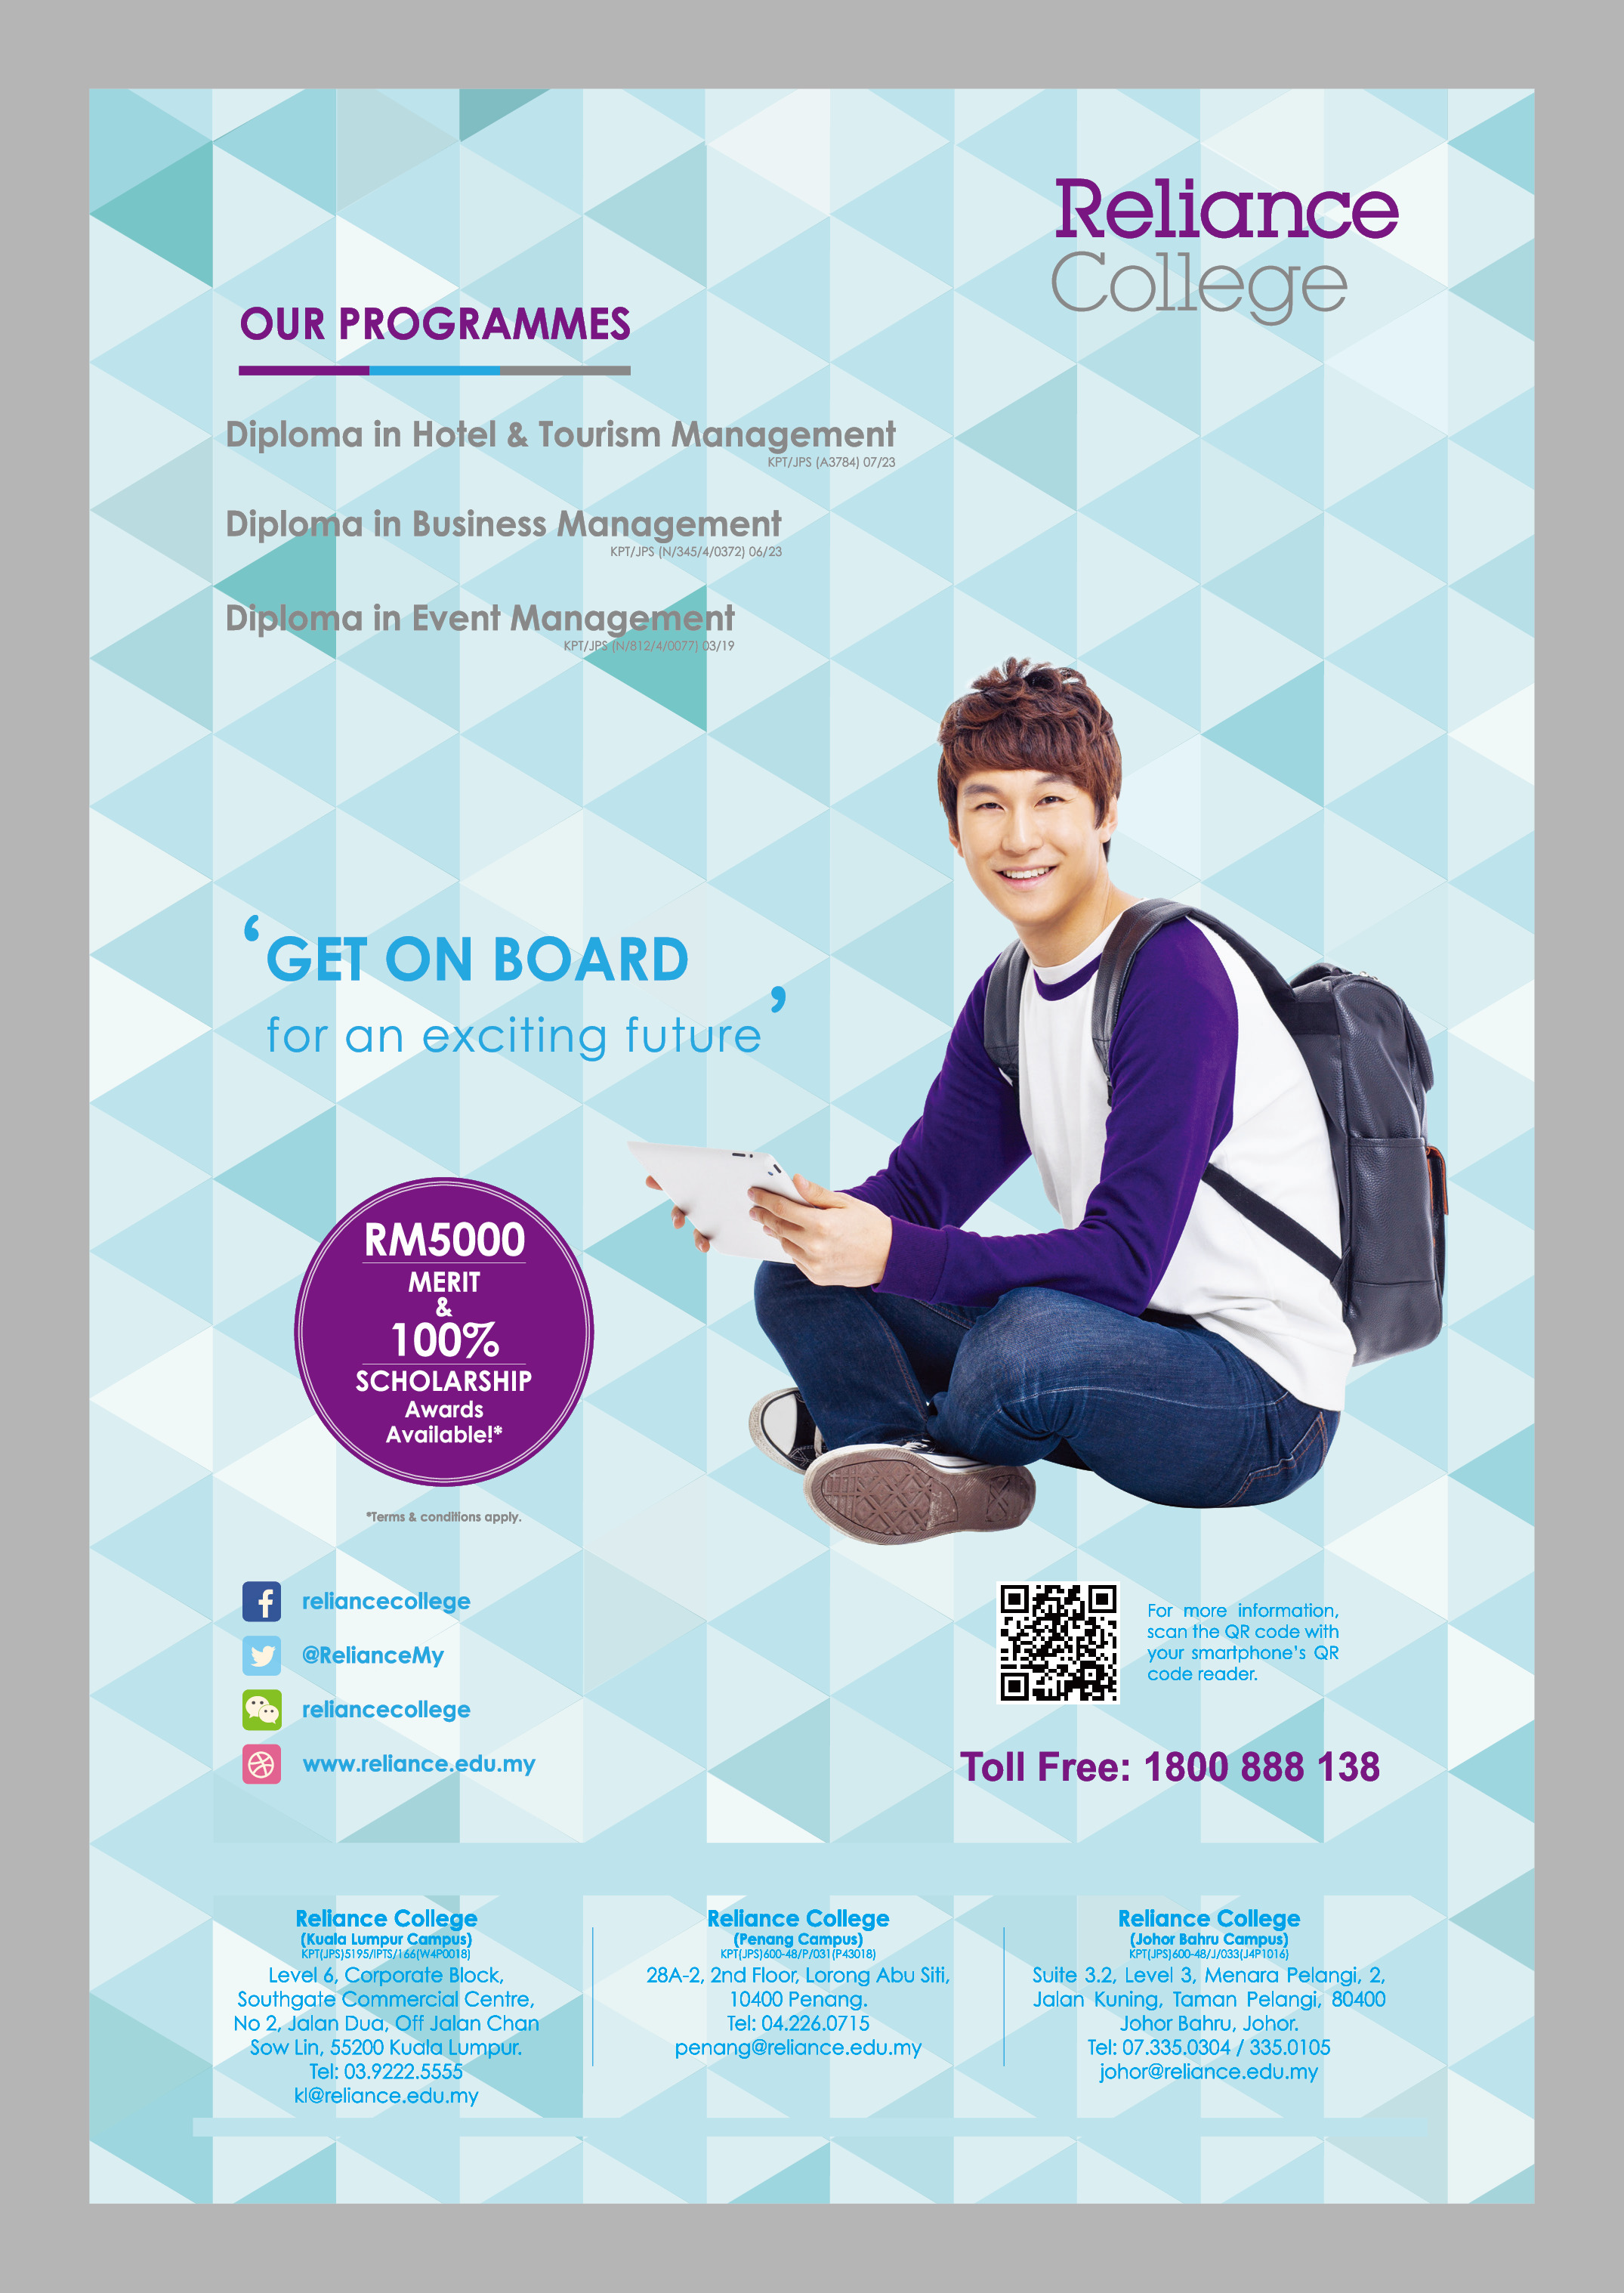 Reliance
College
OUR PROGRAMMES
Diploma in Hotel & Tourism Management
KPT/JPS (A3784) 07/23
Diploma in Business Management
KPT/JPS (N/345/4/0372) 06/23
Diploma in Event Management
KPT/JPS (N/812/4/0077) 03/19
‘GET ON BOARD
for an exciting future’
RM5000
MERIT
&
100%
SCHOLARSHIP
Awards
Available!*
*Terms & conditions apply.
reliancecollege
@RelianceMy
reliancecollege
www.reliance.edu.my
For more information,
scan the QR code with
your smartphone’s QR
code reader.
Toll Free: 1800 888 138
Reliance College
(Kuala Lumpur Campus)
KPT(JPS)5195/IPTS/166(W4P0018)
Level 6, Corporate Block,
Southgate Commercial Centre,
No 2, Jalan Dua, Off Jalan Chan
Sow Lin, 55200 Kuala Lumpur.
Tel: 03.9222.5555
kl@reliance.edu.my
Reliance College
(Penang Campus)
KPT(JPS)600-48/P/031(P43018)
28A-2, 2nd Floor, Lorong Abu Siti,
10400 Penang.
Tel: 04.226.0715
penang@reliance.edu.my
Reliance College
(Johor Bahru Campus)
KPT(JPS)600-48/J/033(J4P1016)
Suite 3.2, Level 3, Menara Pelangi, 2,
Jalan Kuning, Taman Pelangi, 80400
Johor Bahru, Johor.
Tel: 07.335.0304 / 335.0105
johor@reliance.edu.my